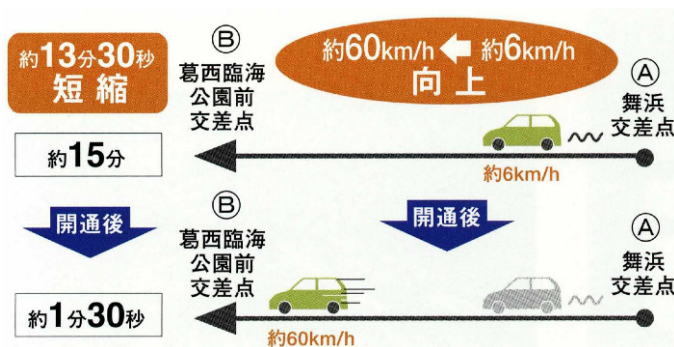 約13分30秒
短縮
Ⓑ
葛西臨海
公園前
交差点
約60km/h ← 約6km/h
向上
Ⓐ
舞浜
交差点
約15分
約6km/h
開通後
開通後
Ⓑ
葛西臨海
公園前
交差点
Ⓐ
舞浜
交差点
約1分30秒
約60km/h